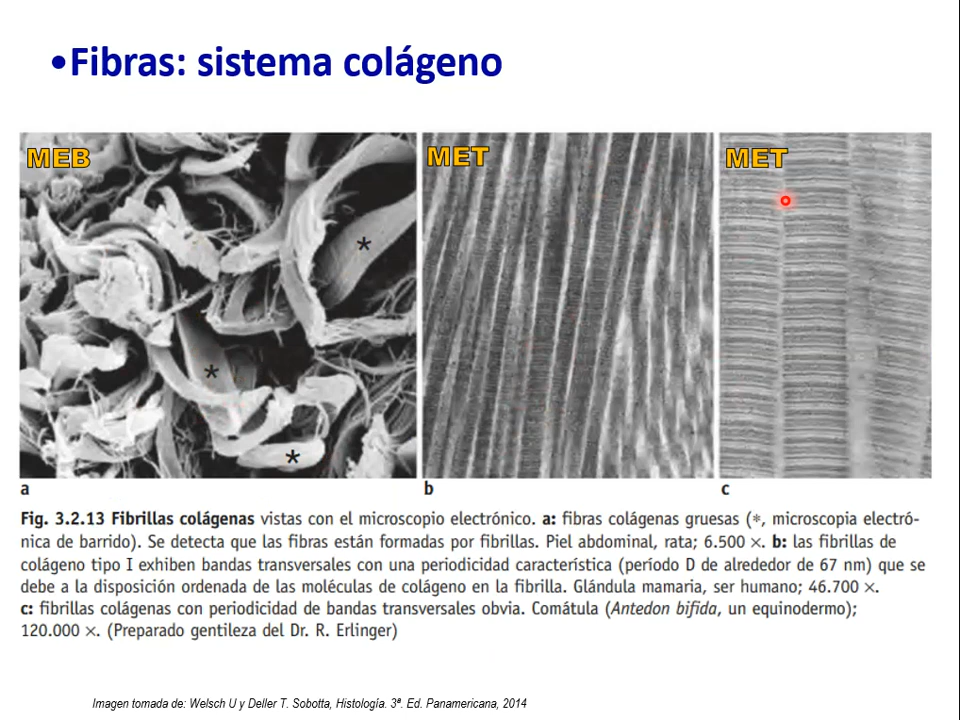 •Fibras: sistema colágeno
MEB
MET
MET
*
*
*
a
b
c
Fig. 3.2.13 Fibrillas colágenas vistas con el microscopio electrónico. a: fibras colágenas gruesas (*, microscopia electró-
nica de barrido). Se detecta que las fibras están formadas por fibrillas. Piel abdominal, rata; 6.500 ×. b: las fibrillas de
colágeno tipo I exhiben bandas transversales con una periodicidad característica (período D de alrededor de 67 nm) que se
debe a la disposición ordenada de las moléculas de colágeno en la fibrilla. Glándula mamaria, ser humano; 46.700 ×.
c: fibrillas colágenas con periodicidad de bandas transversales obvia. Comátula (Antedon bifida, un equinodermo);
120.000 ×. (Preparado gentileza del Dr. R. Erlinger)
Imagen tomada de: Welsch U y Deller T. Sobotta, Histología. 3ª. Ed. Panamericana, 2014